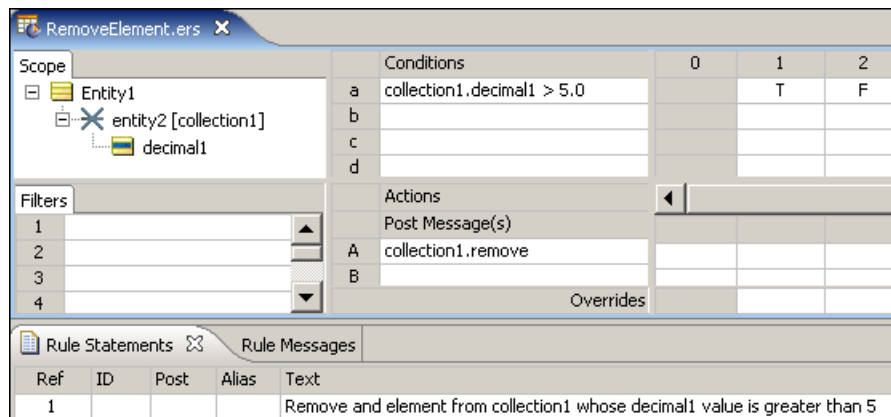 RemoveElement.ers
Scope
Entity1
entity2 [collection1]
decimal1
Conditions 0 1 2
a collection1.decimal1 > 5.0 T F
b
c
d
Filters
1
2
3
4
Actions
Post Message(s)
A collection1.remove
B
Overrides
Rule Statements Rule Messages
Ref ID Post Alias Text
1 Remove and element from collection1 whose decimal1 value is greater than 5